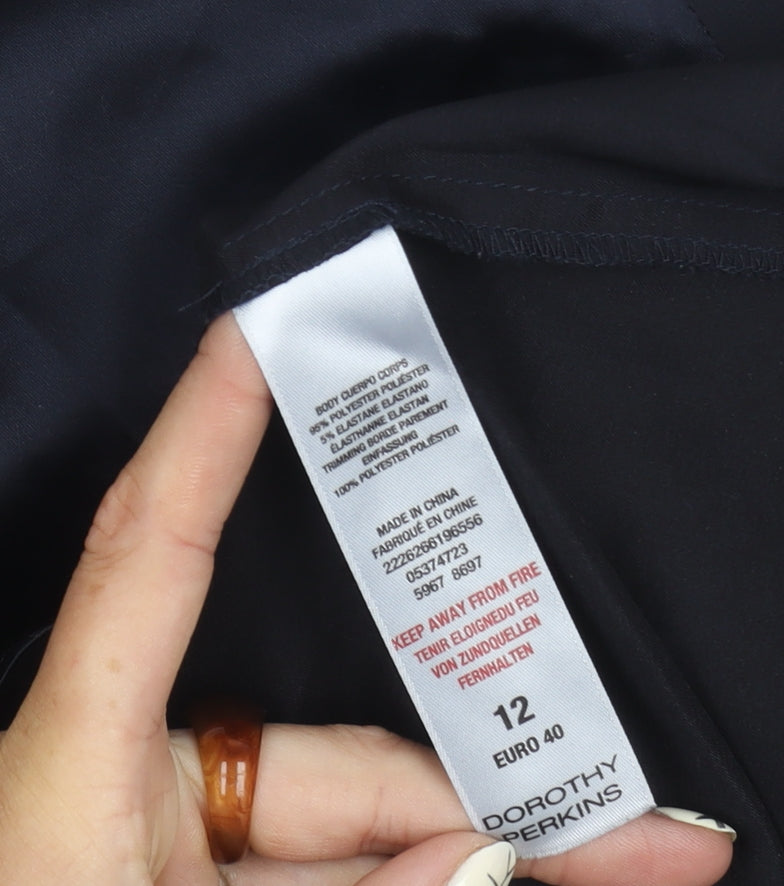 BODY CUERPO CORPS
95% POLYESTER POLIÉSTER
5% ELASTANE ELASTANO
ÉLASTHANNE ELASTAN
TRIMMING BORDE PAREMENT
EINFASSUNG
100% POLYESTER POLIÉSTER
MADE IN CHINA
FABRIQUÉ EN CHINE
2226266196556
05374723
5967 8697
KEEP AWAY FROM FIRE
TENIR ELOIGNEDU FEU
VON ZUNDQUELLEN
FERNHALTEN
12
EURO 40
DOROTHY
PERKINS